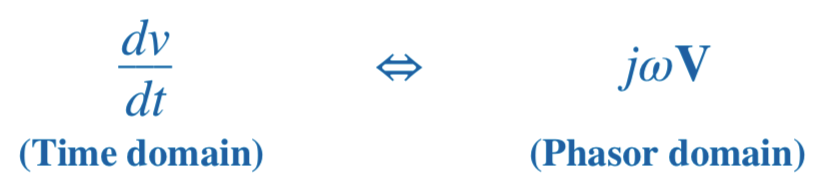 dv/dt ⇔ jωV
(Time domain) (Phasor domain)